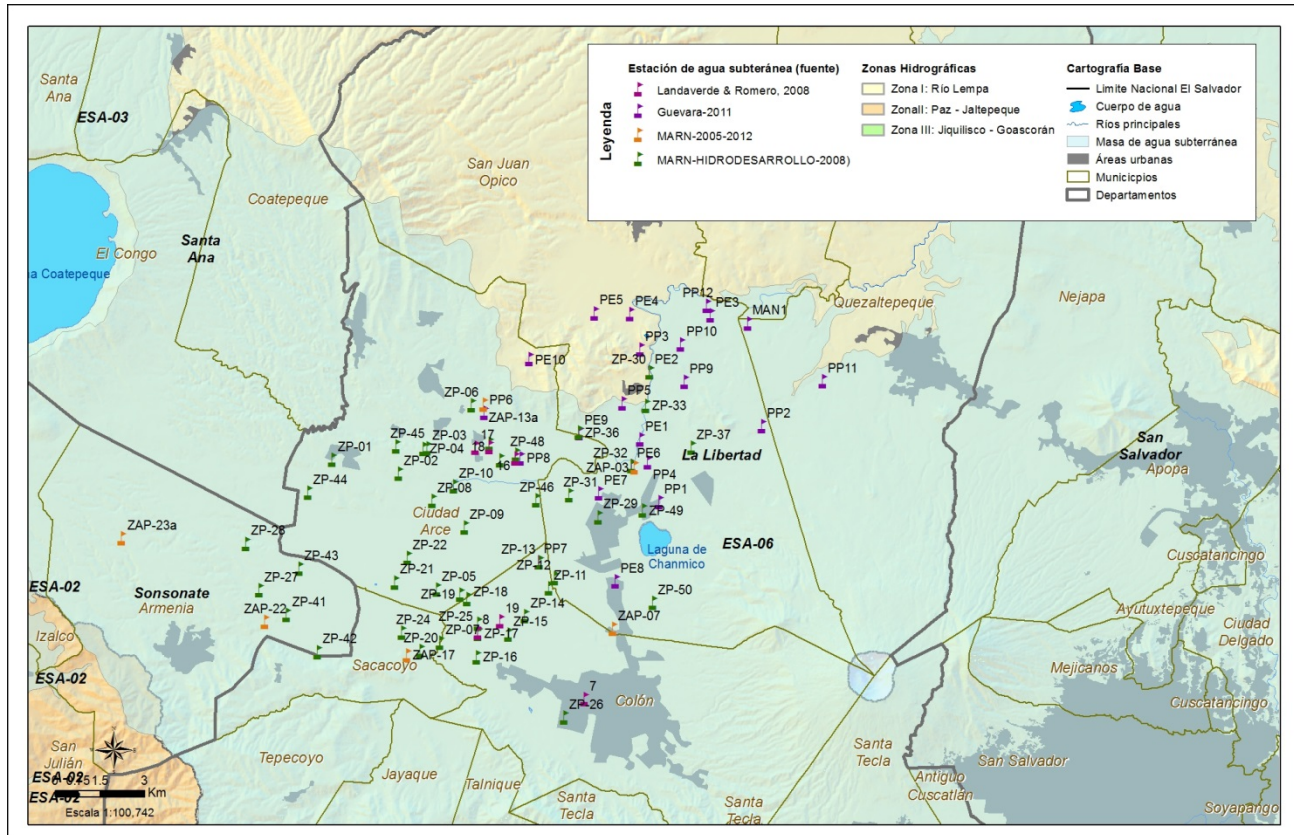 Leyenda
Estación de agua subteránea (fuente)
Landaverde & Romero, 2008
Guevara-2011
MARN-2005-2012
MARN-HIDRODESARROLLO-2008)
Zonas Hidrográficas
Zona I: Río Lempa
ZonaII: Paz - Jaltepeque
Zona III: Jiquilisco - Goascorán
Cartografía Base
Limite Nacional El Salvador
Cuerpo de agua
Ríos principales
Masa de agua subterránea
Áreas urbanas
Municicpios
Departamentos
Santa
Ana
ESA-03
San Juan
Opico
Coatepeque
El Congo
Santa
Ana
na Coatepeque
Quezaltepeque
Nejapa
PE5
PE4
PP12
PE3
MAN1
PP3
PP10
ZP-30
PE2
PE10
PP9
PP11
ZP-06
PP6
ZAP-13a
PP5
ZP-33
PP2
ZP-01
ZP-45
ZP-03
ZP-04
17
18
ZP-48
PE9
ZP-36
PE1
ZP-37
ZP-02
16
PP8
ZP-32
PE6
ZAP-03
La Libertad
San
Salvador
Apopa
ZP-44
ZP-10
ZP-08
ZP-46
ZP-31
PE7
PP4
PP1
ZP-29
ZP-49
Ciudad
Arce
ZP-09
ZAP-23a
ZP-28
ZP-43
ZP-22
ZP-13
PP7
ZP-12
Laguna de
Chanmico
ESA-06
Cuscatancingo
ESA-02
Sonsonate
Armenia
ZP-27
ZP-21
ZP-05
ZP-19
ZP-18
ZP-11
PE8
ZP-50
Ayutuxtepeque
ZAP-22
ZP-41
ZP-14
ZP-24
ZP-25
8
19
ZP-15
ZAP-07
Ciudad
Delgado
Izalco
ZP-42
ZP-20
ZP-07
ZP-17
ESA-02
Sacacoyo
ZAP-17
ZP-16
Mejicanos
7
ZP-26
Colón
Cuscatancingo
San
Julián
Tepecoyo
Jayaque
Talnique
Santa
Tecla
San Salvador
ESA-02
ESA-02
Santa
Tecla
Santa
Tecla
Antiguo
Cuscatlán
Soyapango
1.5
3
Km
Escala 1:100,742